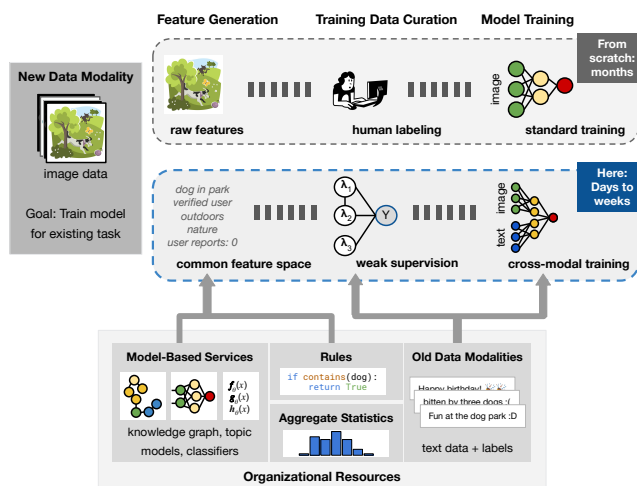 Feature Generation
Training Data Curation
Model Training
From
scratch:
months
image
raw features
human labeling
standard training
New Data Modality
image data
Goal: Train model
for existing task
Here:
Days to
weeks
dog in park
verified user
outdoors
nature
user reports: 0
λ1
λ2
λ3
Y
image
text
common feature space
weak supervision
cross-modal training
Model-Based Services
f_g(x)
g_g(x)
h_g(x)
knowledge graph, topic
models, classifiers
Rules
if contains(dog):
return True
Aggregate Statistics
Old Data Modalities
Happy birthday!
bitten by three dogs :(
Fun at the dog park :D
text data + labels
Organizational Resources